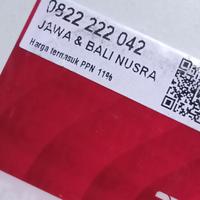 0822 222 042
JAWA & BALI NUSRA
Harga termasuk PPN 11%